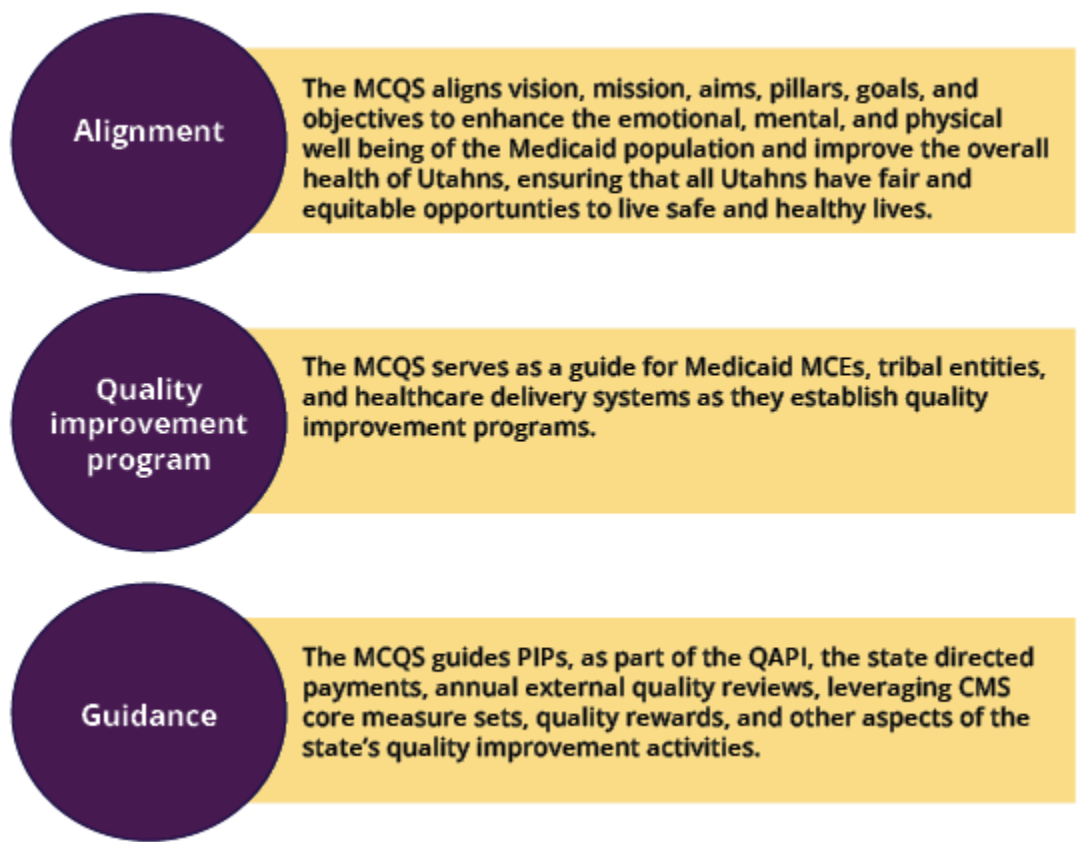 Alignment
The MCQS aligns vision, mission, aims, pillars, goals, and
objectives to enhance the emotional, mental, and physical
well being of the Medicaid population and improve the overall
health of Utahns, ensuring that all Utahns have fair and
equitable opportunties to live safe and healthy lives.
Quality
improvement
program
The MCQS serves as a guide for Medicaid MCEs, tribal entities,
and healthcare delivery systems as they establish quality
improvement programs.
Guidance
The MCQS guides PIPs, as part of the QAPI, the state directed
payments, annual external quality reviews, leveraging CMS
core measure sets, quality rewards, and other aspects of the
state’s quality improvement activities.